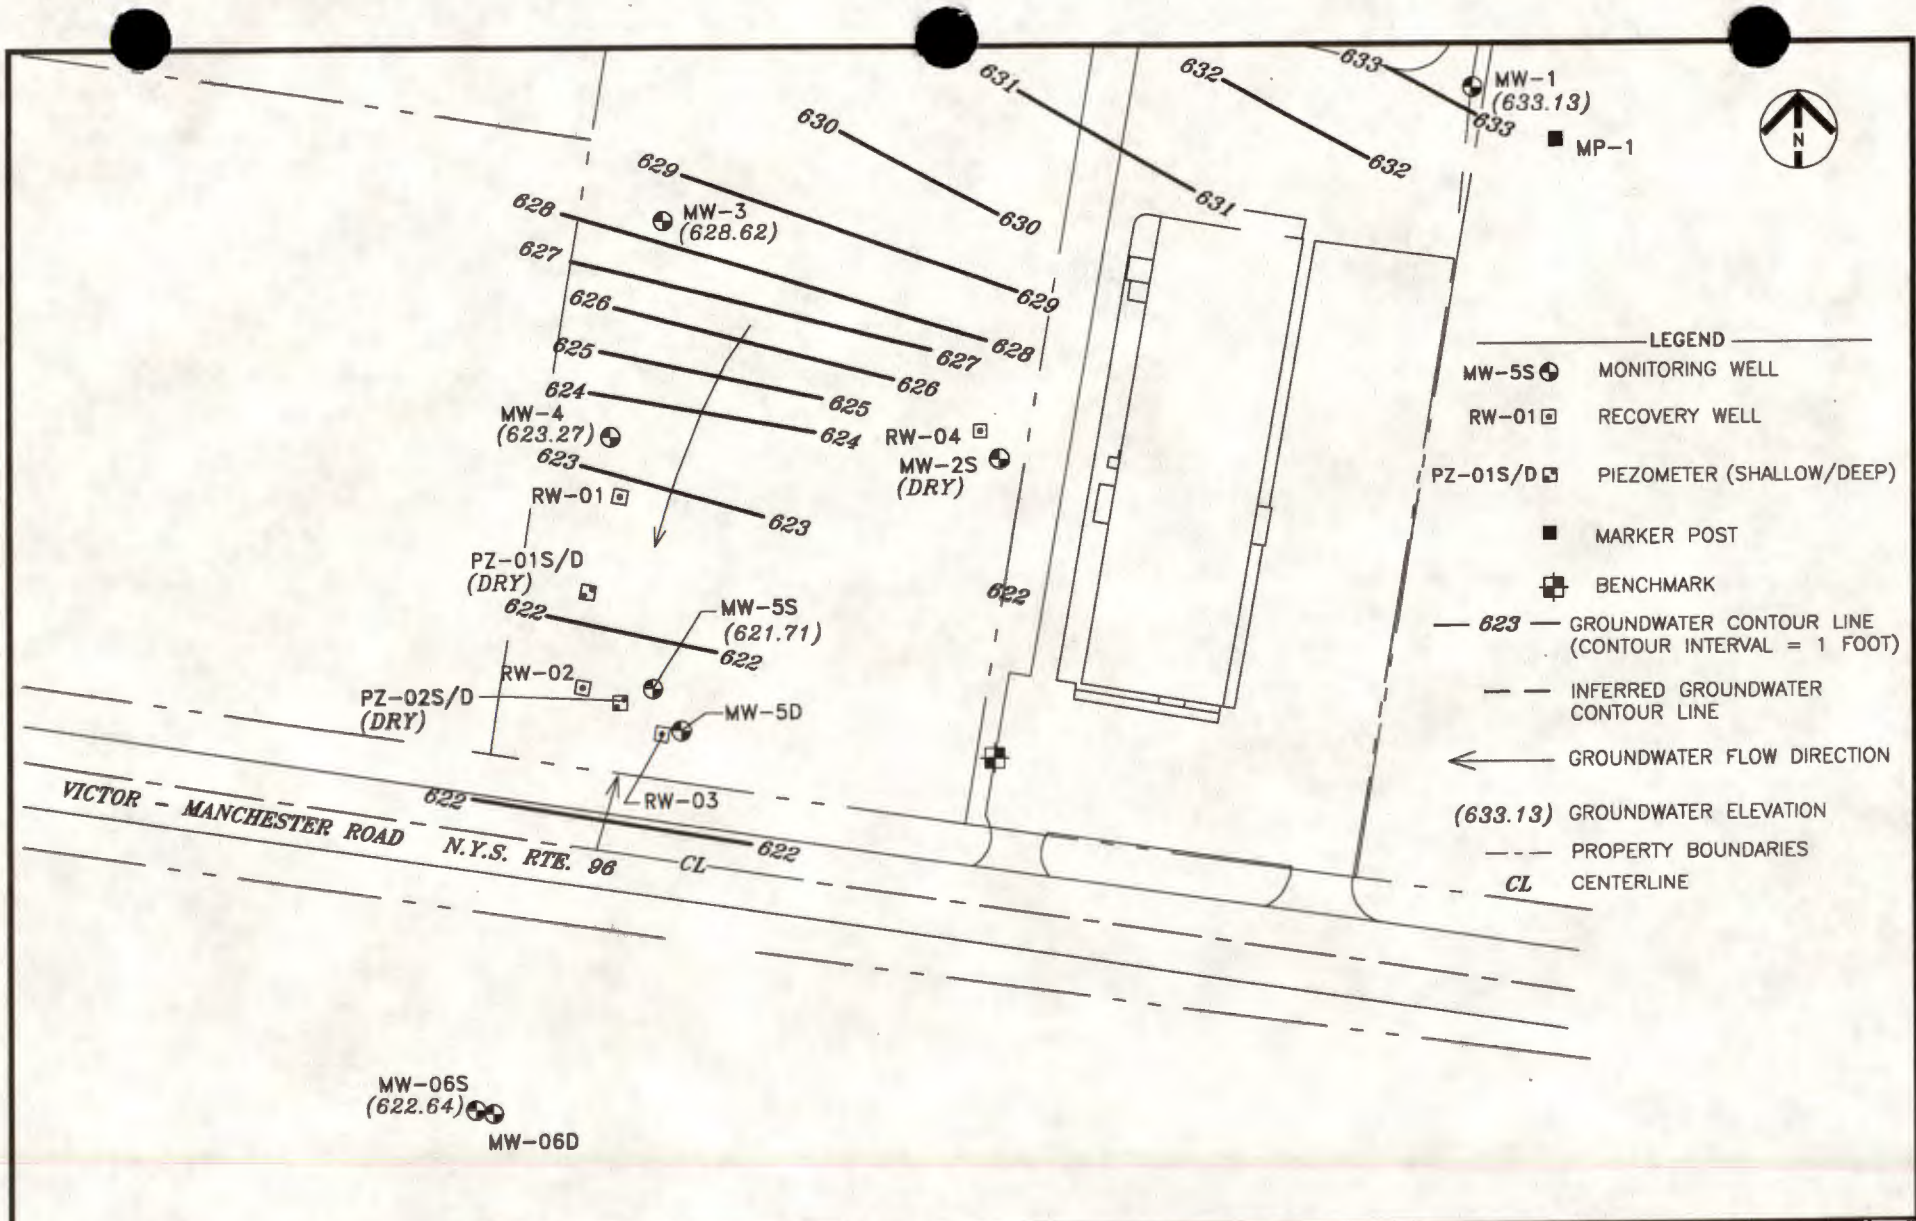 631
632
633
MW-1
(633.13)
633
MP-1
N
630
632
629
631
628
MW-3
(628.62)
630
627
629
626
628
625
627
624
626
625
MW-4
(623.27)
624
623
RW-04
MW-2S
(DRY)
RW-01
623
PZ-01S/D
(DRY)
622
622
MW-5S
(621.71)
622
RW-02
PZ-02S/D
(DRY)
MW-5D
RW-03
622
622
VICTOR - MANCHESTER ROAD N.Y.S. RTE. 96
CL
MW-06S
(622.64)
MW-06D
LEGEND
MW-5S MONITORING WELL
RW-01 RECOVERY WELL
PZ-01S/D PIEZOMETER (SHALLOW/DEEP)
MARKER POST
BENCHMARK
623 GROUNDWATER CONTOUR LINE
(CONTOUR INTERVAL = 1 FOOT)
INFERRED GROUNDWATER
CONTOUR LINE
GROUNDWATER FLOW DIRECTION
(633.13) GROUNDWATER ELEVATION
PROPERTY BOUNDARIES
CL CENTERLINE